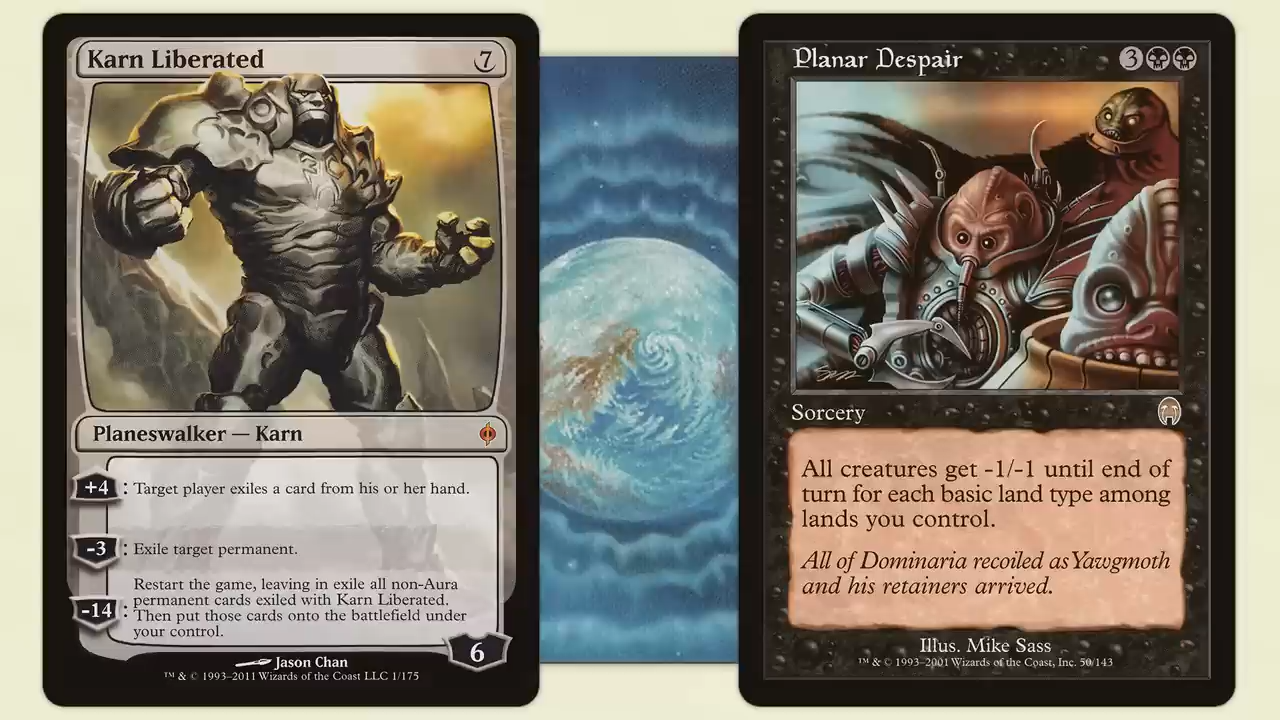 Karn Liberated 7
Planeswalker — Karn
+4 : Target player exiles a card from his or her hand.
-3 : Exile target permanent.
-14 : Restart the game, leaving in exile all non-Aura
permanent cards exiled with Karn Liberated.
Then put those cards onto the battlefield under
your control.
6
Jason Chan
™ & © 1993–2011 Wizards of the Coast LLC 1/175
Planar Despair 3
Sorcery
All creatures get -1/-1 until end of
turn for each basic land type among
lands you control.
All of Dominaria recoiled as Yawgmoth
and his retainers arrived.
Illus. Mike Sass
™ & © 1993–2001 Wizards of the Coast, Inc. 50/143